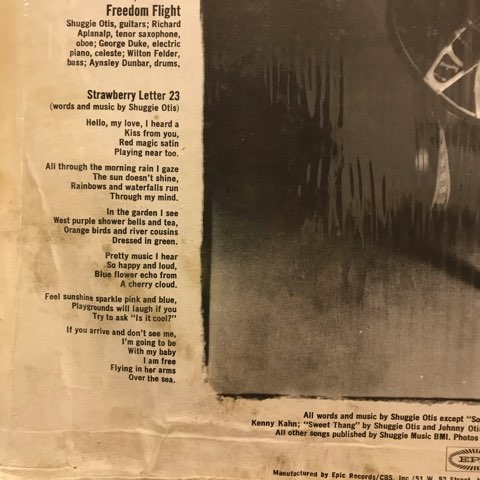 Freedom Flight
Shuggie Otis, guitars; Richard
Aplanalp, tenor saxophone,
oboe; George Duke, electric
piano, celeste; Wilton Felder,
bass; Aynsley Dunbar, drums,
Strawberry Letter 23
(words and music by Shuggie Otis)
Hello, my love, I heard a
Kiss from you,
Red magic satin
Playing near too.
All through the morning rain I gaze
The sun doesn't shine,
Rainbows and waterfalls run
Through my mind.
In the garden I see
West purple shower bells and tea,
Orange birds and river cousins
Dressed in green.
Pretty music I hear
So happy and loud,
Blue flower echo from
A cherry cloud.
Feel sunshine sparkle pink and blue,
Playgrounds will laugh if you
Try to ask "Is it cool?"
If you arrive and don't see me,
I'm going to be
With my baby
I am free
Flying in her arms
Over the sea.
All words and music by Shuggie Otis except "So
Kenny Kahn; "Sweet Thang" by Shuggie Otis and Johnny Oti
All other songs published by Shuggie Music BMI. Photos
EP
Manufactured by Epic Records/CBS, Inc./51 W. 52 Street,